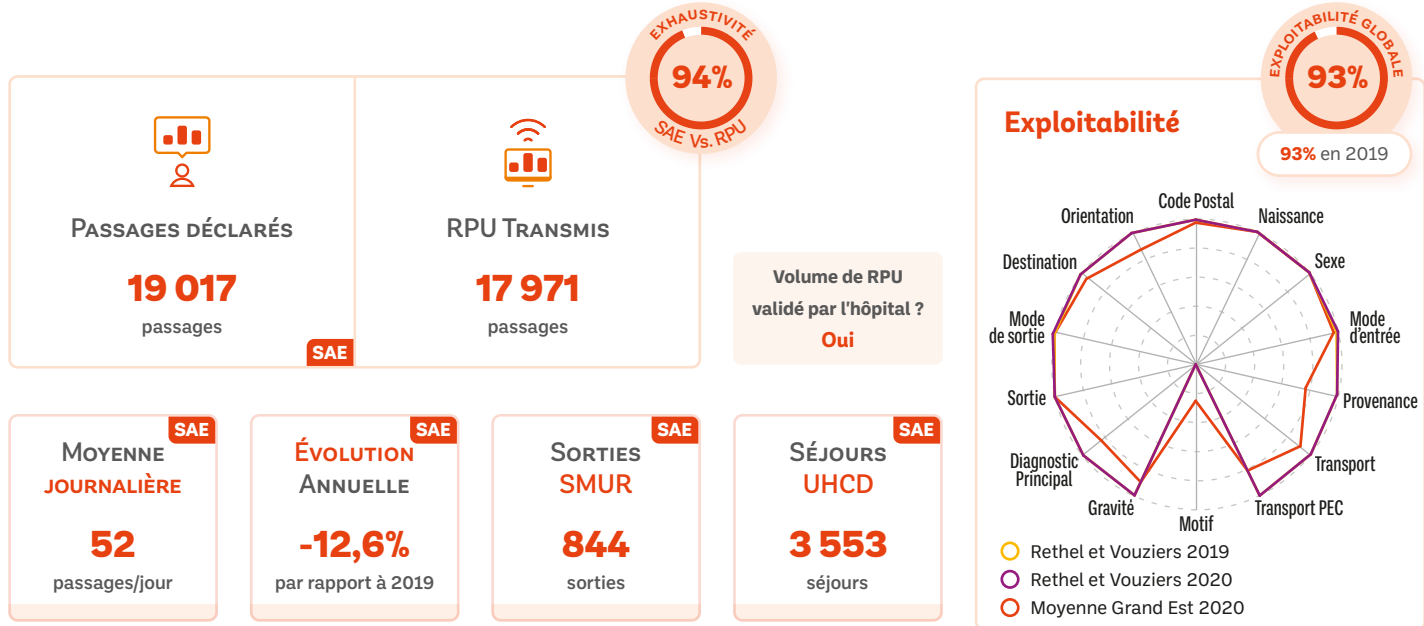 EXHAUSTIVITÉ
94%
SAE Vs. RPU
PASSAGES DÉCLARÉS
19 017
passages
SAE
RPU TRANSMIS
17 971
passages
Volume de RPU
validé par l'hôpital ?
Oui
MOYENNE
JOURNALIÈRE
52
passages/jour
SAE
ÉVOLUTION
ANNUELLE
-12,6%
par rapport à 2019
SAE
SORTIES
SMUR
844
sorties
SAE
SÉJOURS
UHCD
3 553
séjours
SAE
EXPLOITABILITÉ GLOBALE
93%
93% en 2019
Exploitabilité
Code Postal
Naissance
Sexe
Mode
d'entrée
Provenance
Transport
Transport PEC
Motif
Gravité
Diagnostic
Principal
Sortie
Mode
de sortie
Destination
Orientation
Rethel et Vouziers 2019
Rethel et Vouziers 2020
Moyenne Grand Est 2020